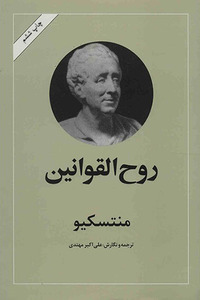 چاپ ششم
روح‌القوانین
منتسکیو
ترجمه و نگارش علی‌اکبر مهتدی